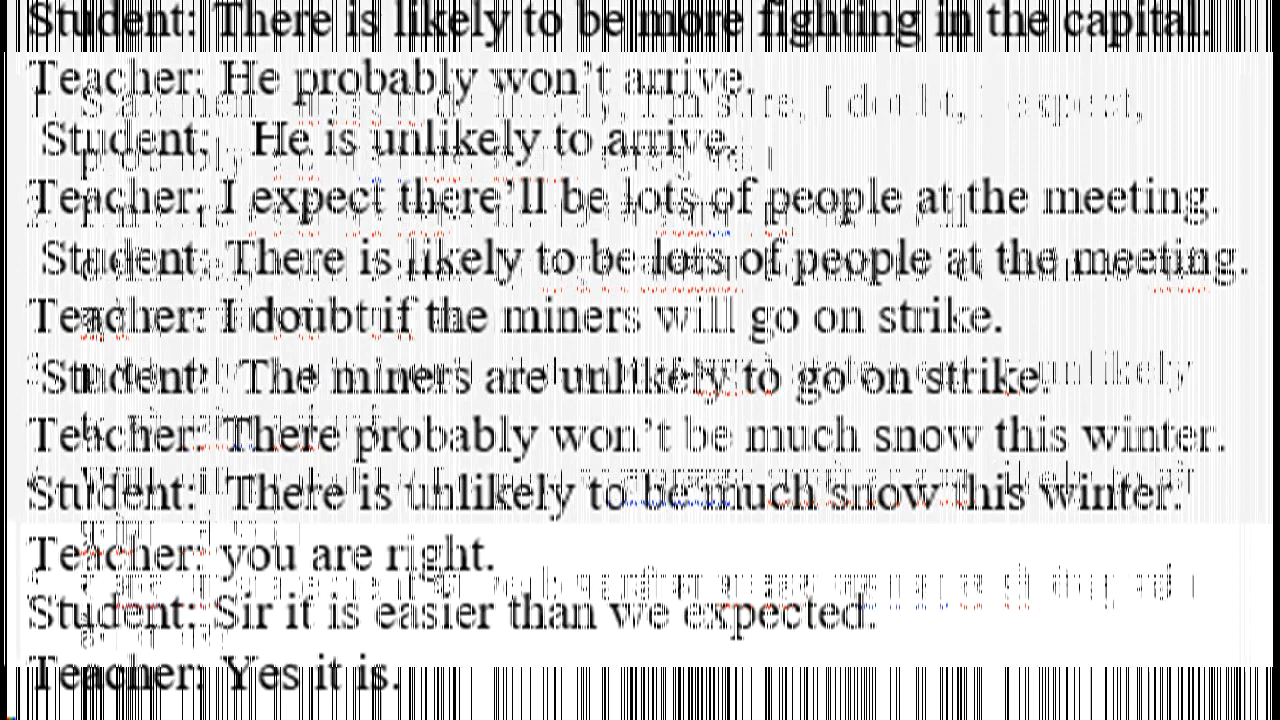 Student: There is likely to be more fighting in the capital.
Teacher: He probably won't arrive.
Student: He is unlikely to arrive.
Teacher: I expect there'll be lots of people at the meeting.
Student: There is likely to be lots of people at the meeting.
Teacher: I doubt if the miners will go on strike.
Student: The miners are unlikely to go on strike.
Teacher: There probably won't be much snow this winter.
Student: There is unlikely to be much snow this winter.
Teacher: you are right.
Student: Sir it is easier than we expected.
Teacher: Yes it is.